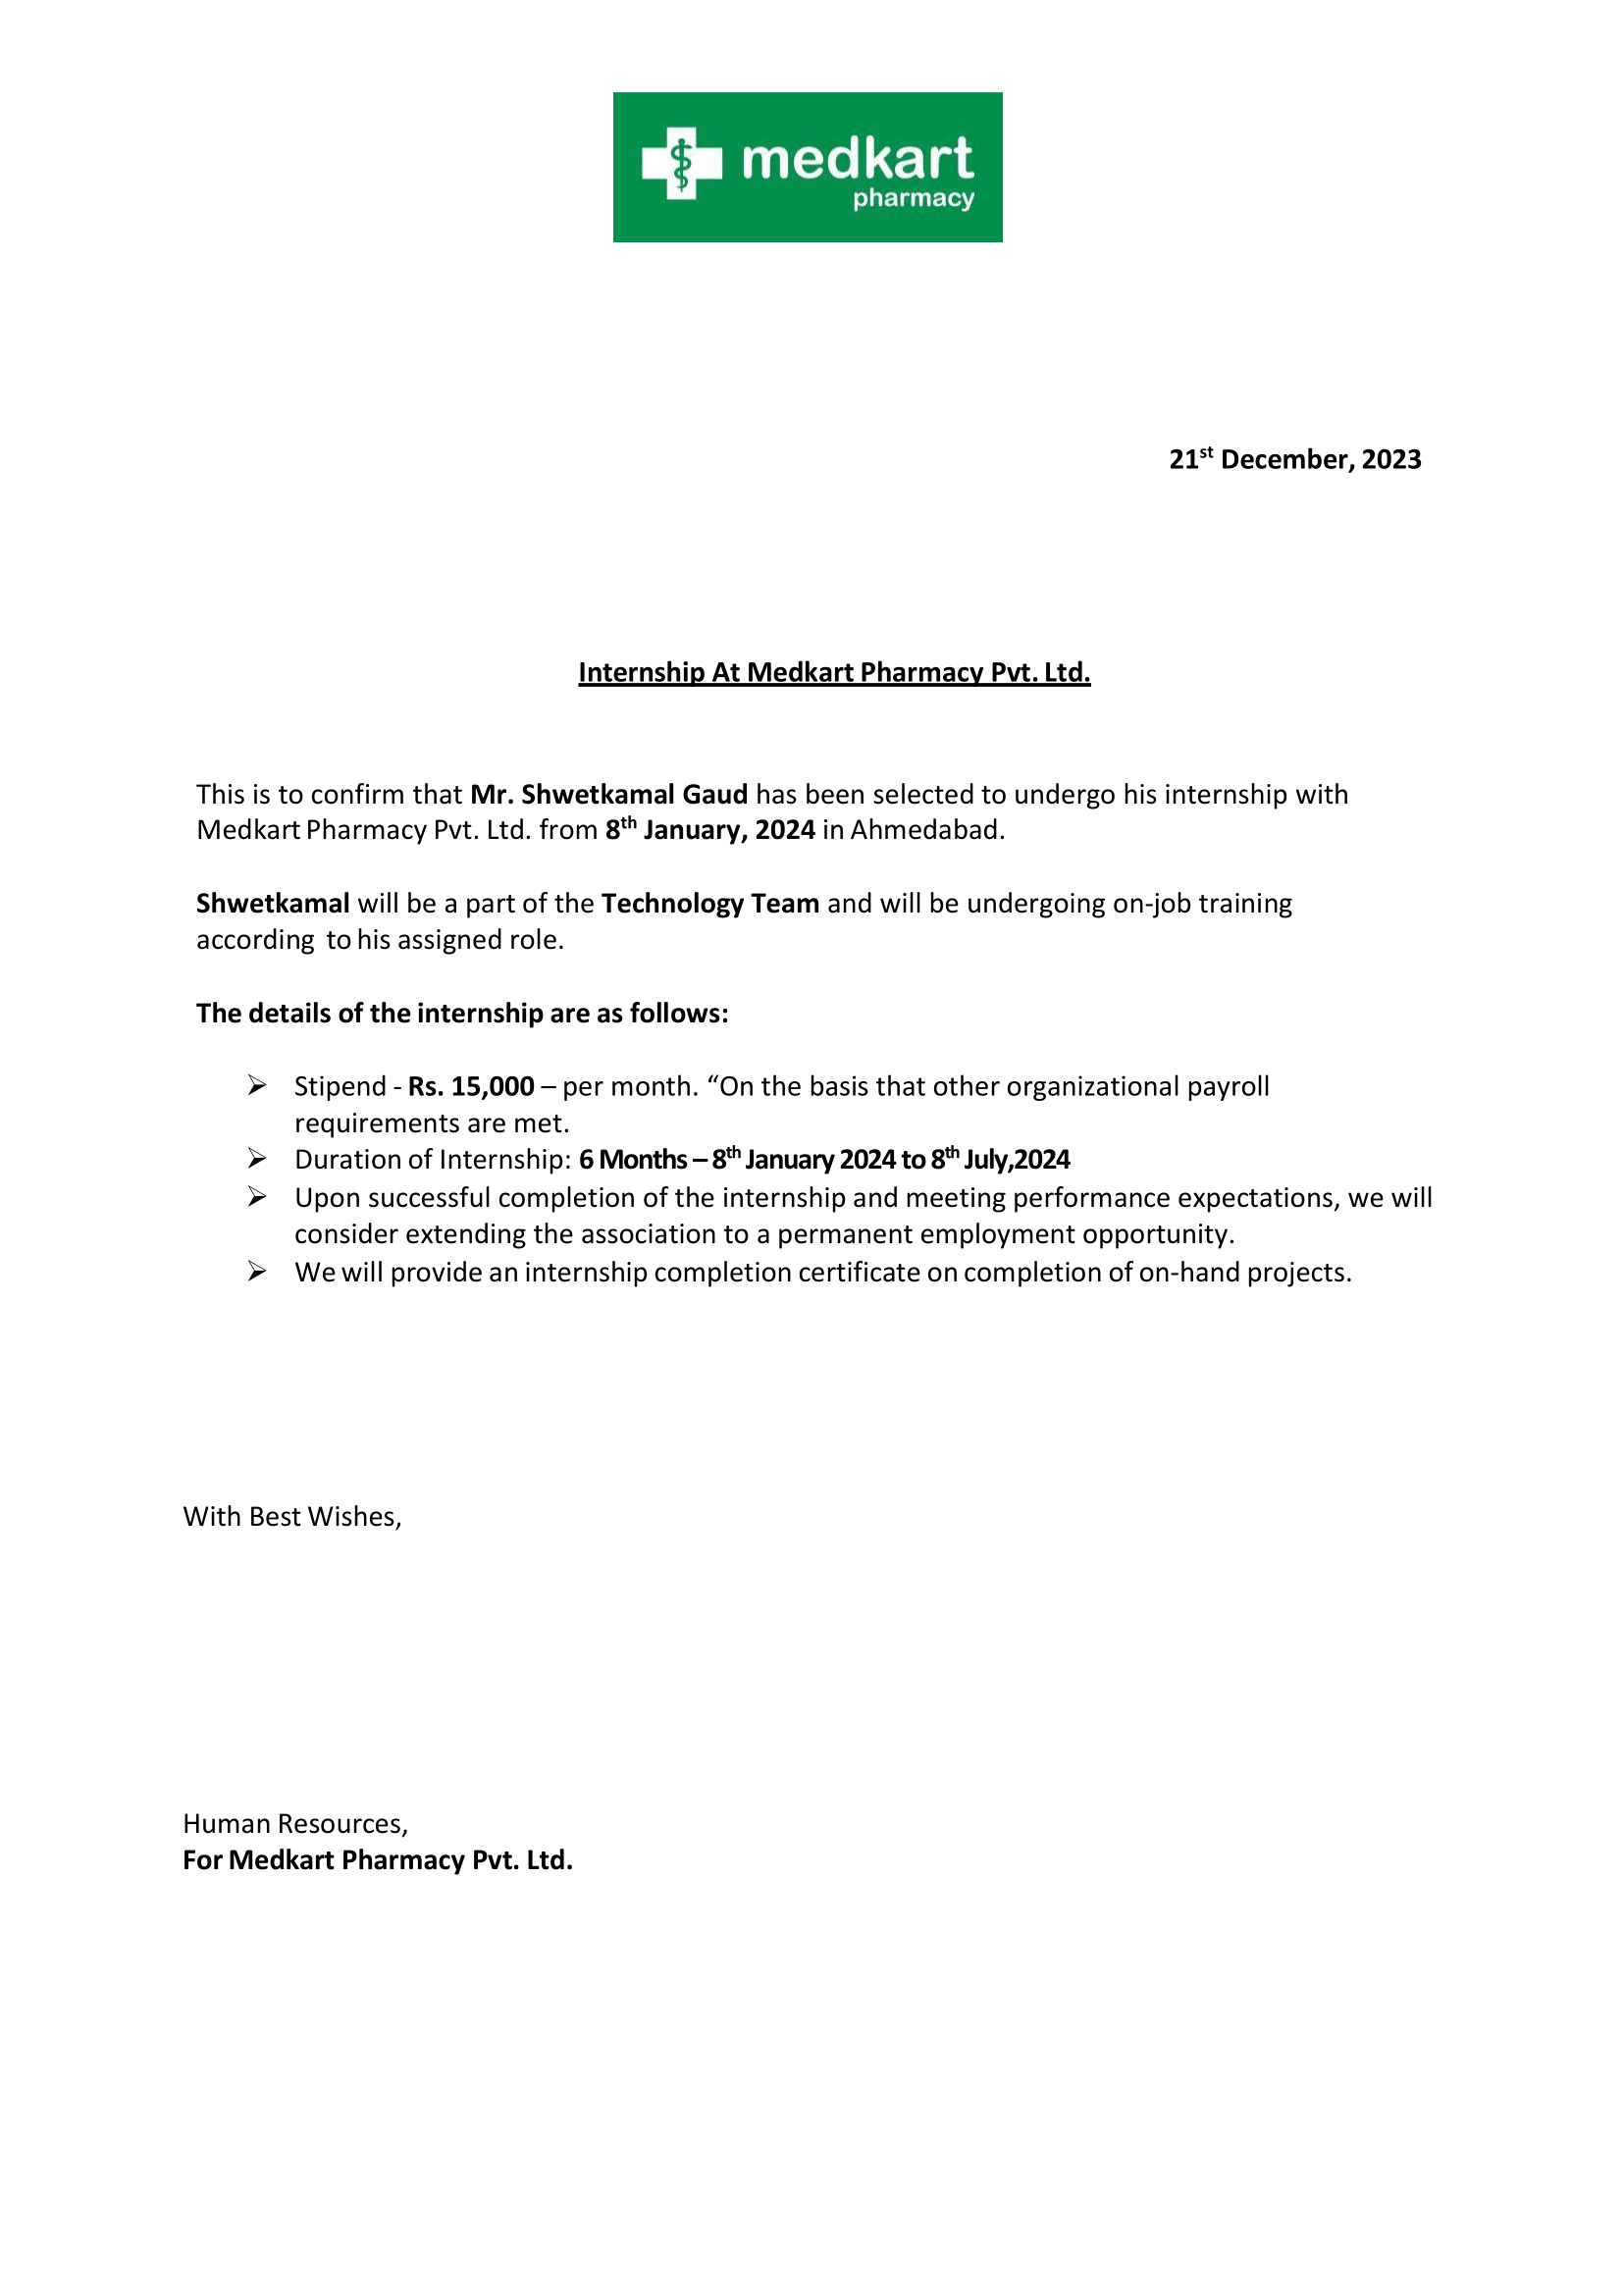 medkart
pharmacy
21st December, 2023
Internship At Medkart Pharmacy Pvt. Ltd.
This is to confirm that Mr. Shwetkamal Gaud has been selected to undergo his internship with
Medkart Pharmacy Pvt. Ltd. from 8th January, 2024 in Ahmedabad.
Shwetkamal will be a part of the Technology Team and will be undergoing on-job training
according to his assigned role.
The details of the internship are as follows:
➢ Stipend - Rs. 15,000 – per month. “On the basis that other organizational payroll
requirements are met.
➢ Duration of Internship: 6 Months – 8th January 2024 to 8th July,2024
➢ Upon successful completion of the internship and meeting performance expectations, we will
consider extending the association to a permanent employment opportunity.
➢ We will provide an internship completion certificate on completion of on-hand projects.
With Best Wishes,
Human Resources,
For Medkart Pharmacy Pvt. Ltd.